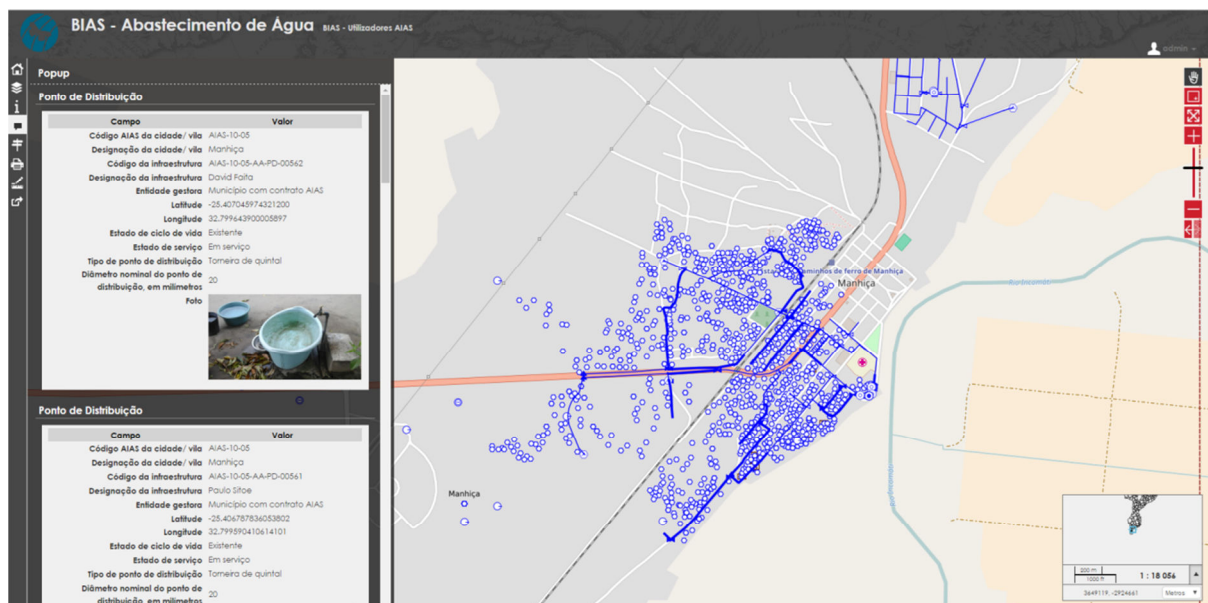 BIAS - Abastecimento de Água BIAS - Utilizadores AIAS
admin
Popup
Ponto de Distribuição
Campo Valor
Código AIAS da cidade/ vila AIAS-10-05
Designação da cidade/ vila Manhiça
Código da infraestrutura AIAS-10-05-AA-PD-00562
Designação da infraestrutura David Faita
Entidade gestora Município com contrato AIAS
Latitude -25.407045974321200
Longitude 32.799643900005897
Estado de ciclo de vida Existente
Estado de serviço Em serviço
Tipo de ponto de distribuição Torneira de quintal
Diâmetro nominal do ponto de
distribuição, em milímetros 20
Foto
Ponto de Distribuição
Campo Valor
Código AIAS da cidade/ vila AIAS-10-05
Designação da cidade/ vila Manhiça
Código da infraestrutura AIAS-10-05-AA-PD-00561
Designação da infraestrutura Paulo Sitoe
Entidade gestora Município com contrato AIAS
Latitude -25.406787836053802
Longitude 32.799590410614101
Estado de ciclo de vida Existente
Estado de serviço Em serviço
Tipo de ponto de distribuição Torneira de quintal
Diâmetro nominal do ponto de
distribuição, em milímetros 20
Caminhos de ferro de Manhiça
Manhiça
Manhiça
200 m
1000 ft
1 : 18 056
3649119, -2924661 Metros